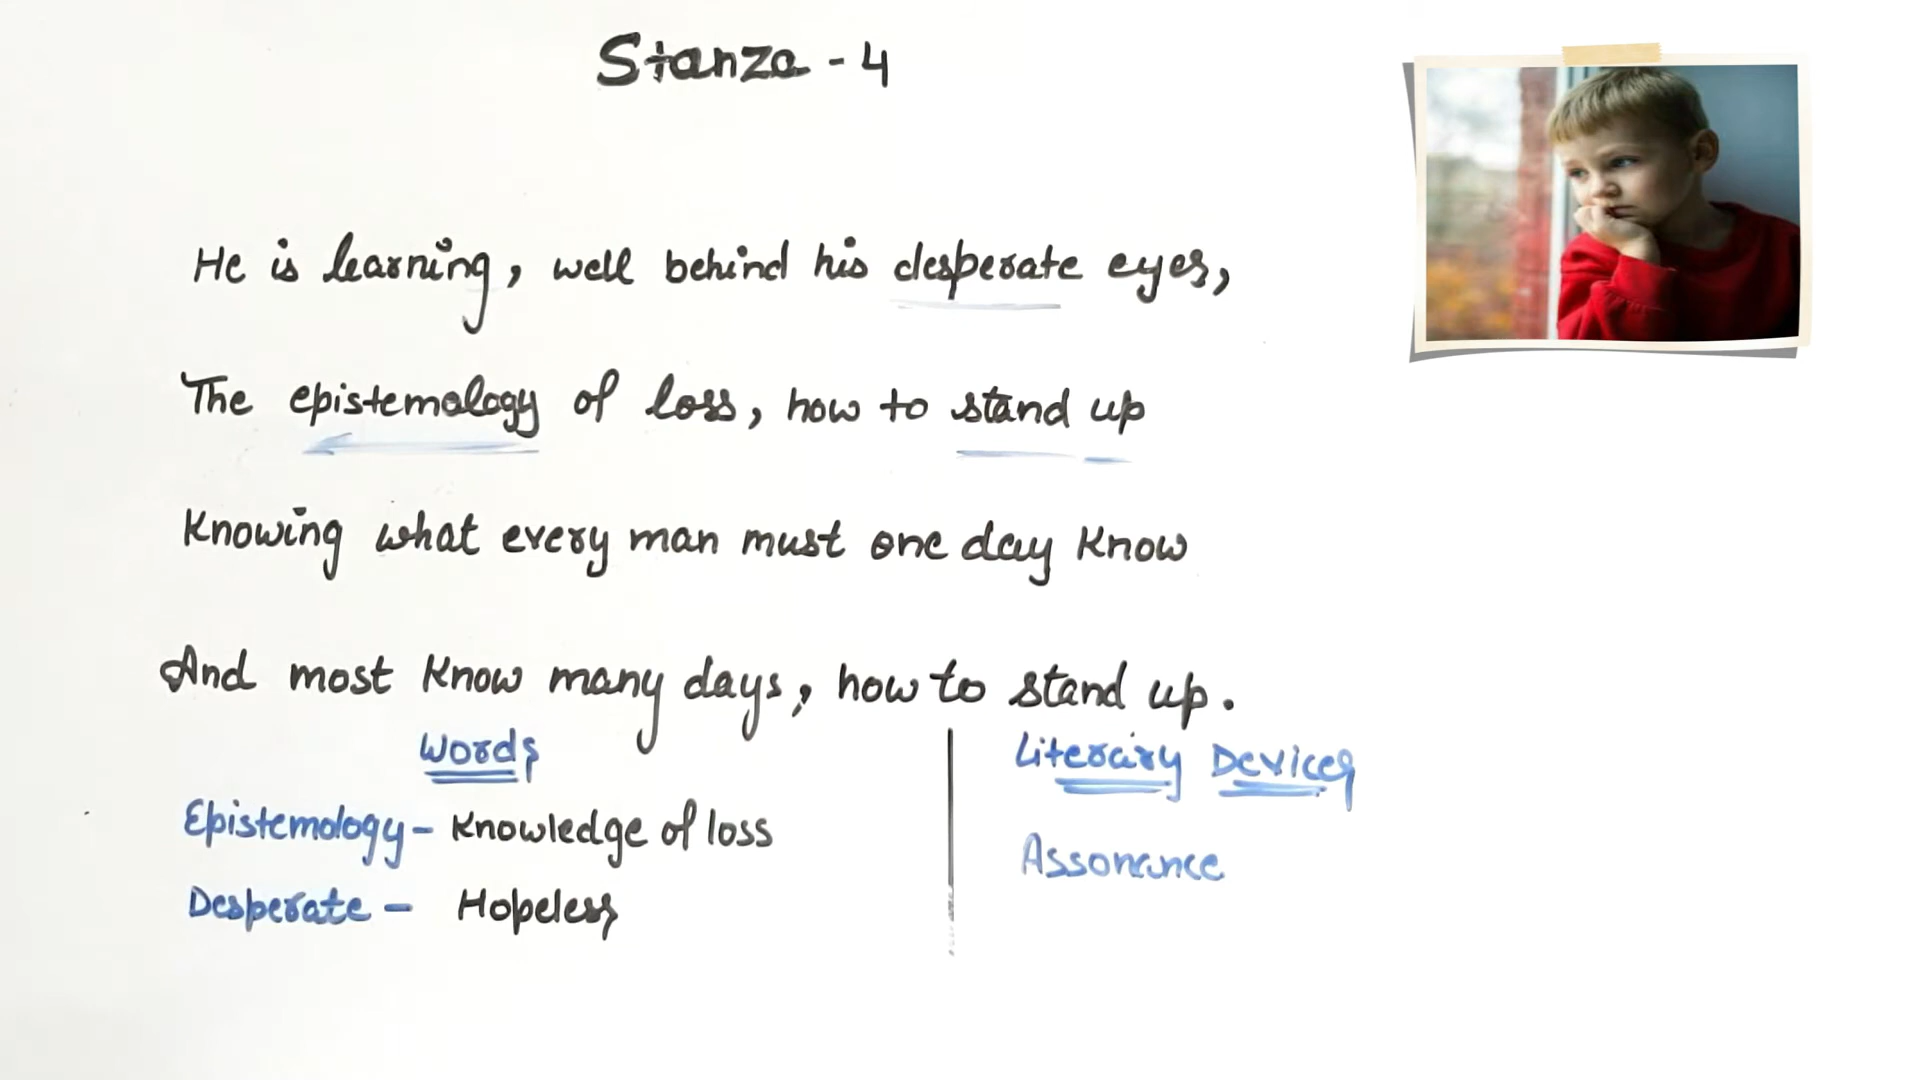 Stanza - 4
He is learning, well behind his desperate eyes,
The epistemology of loss, how to stand up
Knowing what every man must one day know
And most know many days, how to stand up.
Words
Epistemology - Knowledge of loss
Desperate - Hopeless
Literary Devices
Assonance